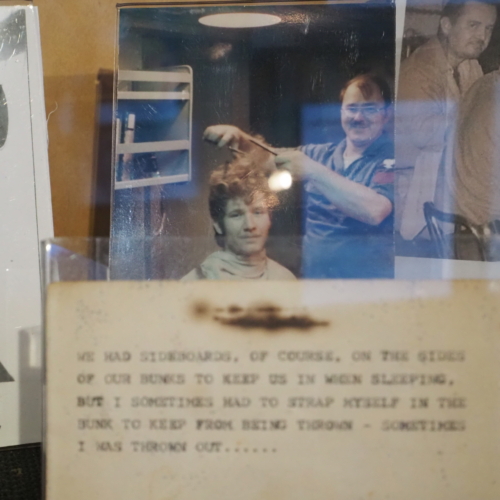 WE HAD SIDEBOARDS, OF COURSE, ON THE SIDES
OF OUR BUNKS TO KEEP US IN WHEN SLEEPING,
BUT I SOMETIMES HAD TO STRAP MYSELF IN THE
BUNK TO KEEP FROM BEING THROWN - SOMETIMES
I WAS THROWN OUT......